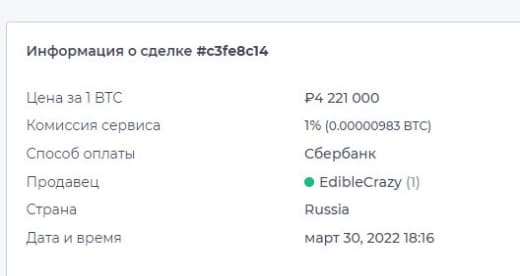 Информация о сделке #c3fe8c14
Цена за 1 BTC ₽4 221 000
Комиссия сервиса 1% (0.00000983 BTC)
Способ оплаты Сбербанк
Продавец EdibleCrazy (1)
Страна Russia
Дата и время март 30, 2022 18:16